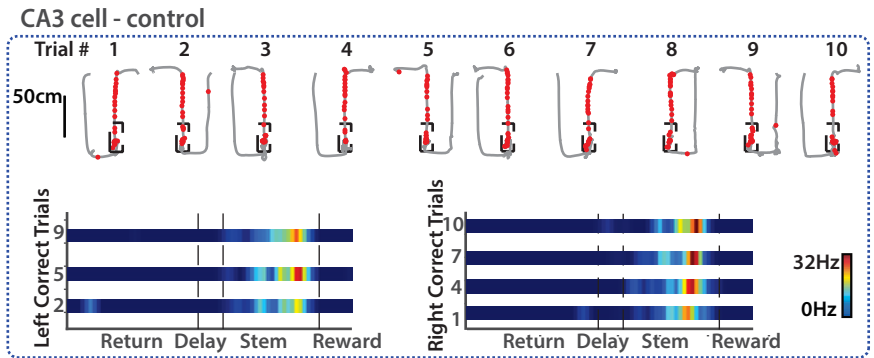 CA3 cell - control
Trial # 1 2 3 4 5 6 7 8 9 10
50cm
Left Correct Trials
9
5
2
Return Delay Stem Reward
Right Correct Trials
10
7
4
1
Return Delay Stem Reward
32Hz
0Hz